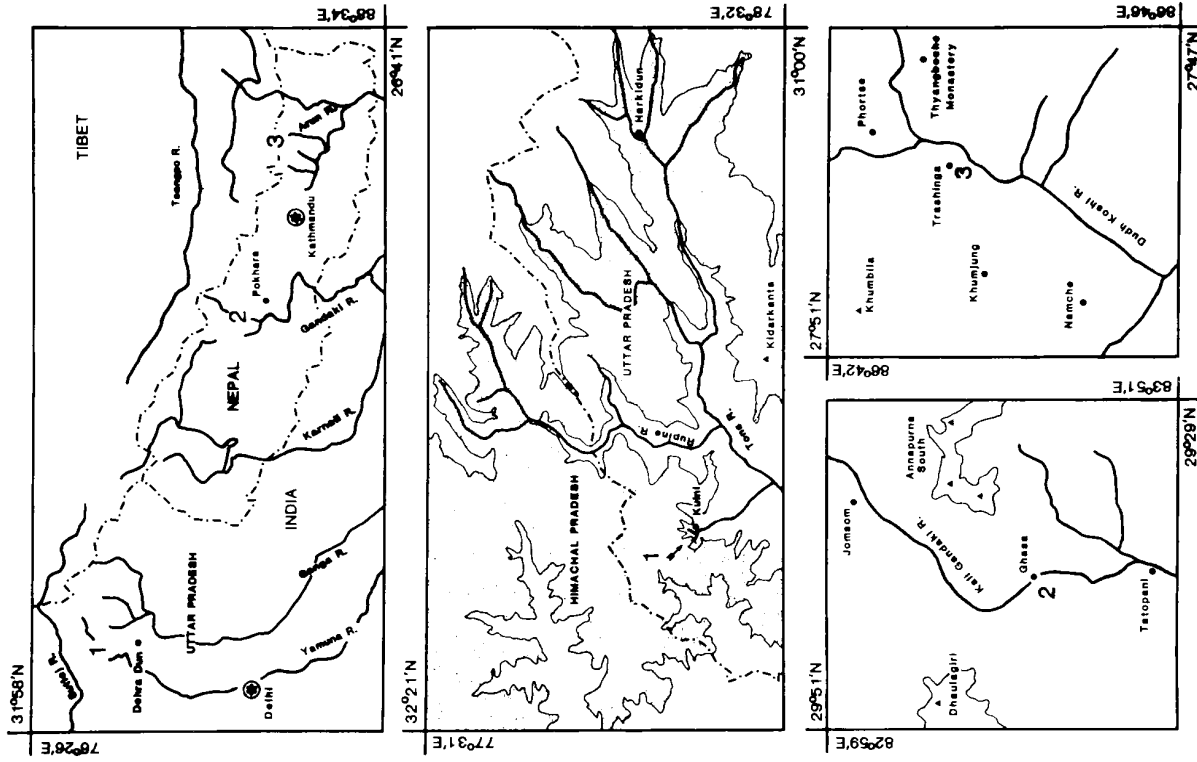 31°58'N
76°26'E
Sutlej R.
1
Dehra Dun
Delhi
UTTAR PRADESH
Yamuna R.
Ganga R.
INDIA
NEPAL
Karnali R.
2
Pokhara
Gandaki R.
Kathmandu
3
Arun R.
Tsangpo R.
TIBET
88°34'E
26°41'N
32°21'N
77°31'E
HIMACHAL PRADESH
1
Kulni
Rupine R.
Tons R.
UTTAR PRADESH
Kidarkanta
Harkidun
78°32'E
31°00'N
29°51'N
82°59'E
Dhaulagiri
Jomsom
Kali Gandaki R.
Annapurna
South
Ghasa
2
Tatopani
83°51'E
29°29'N
27°51'N
86°42'E
Khumbila
Khumjung
Namche
Phortse
Trashinga
3
Thyangboche
Monastery
Dudh Koshi R.
86°46'E
27°47'N